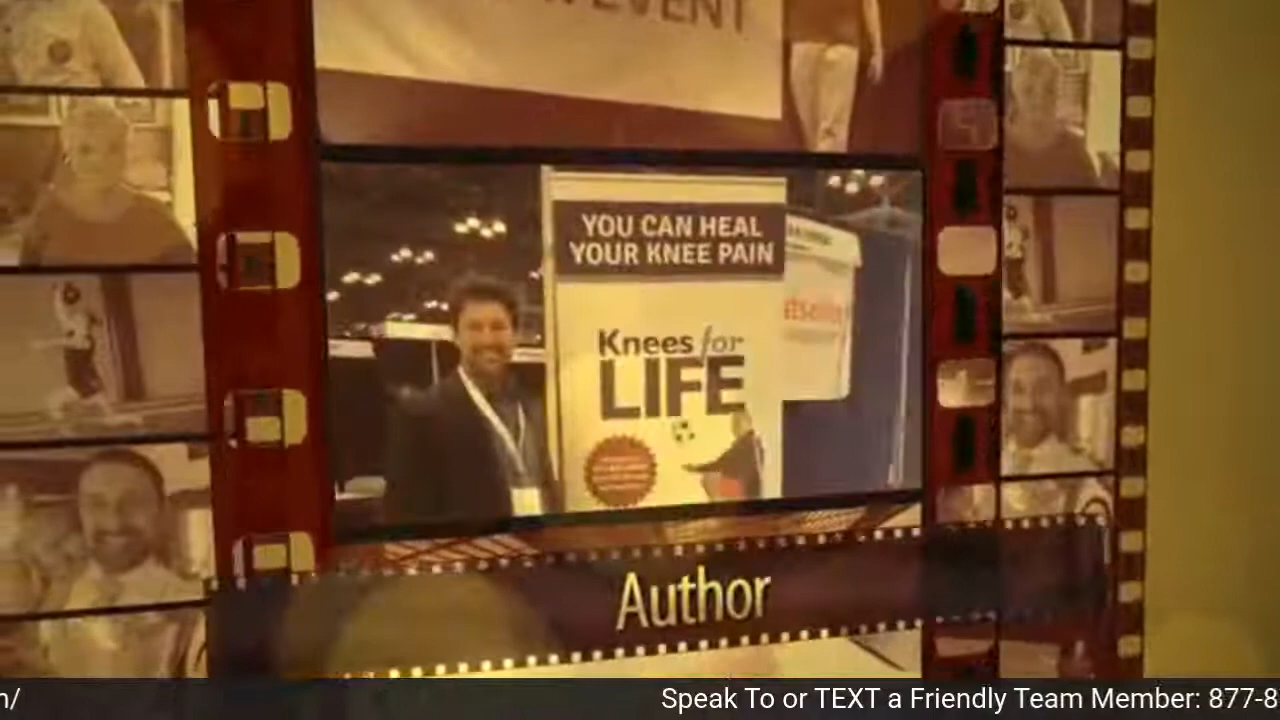 EVENT
YOU CAN HEAL
YOUR KNEE PAIN
Knees for
LIFE
Author
Speak To or TEXT a Friendly Team Member: 877-8